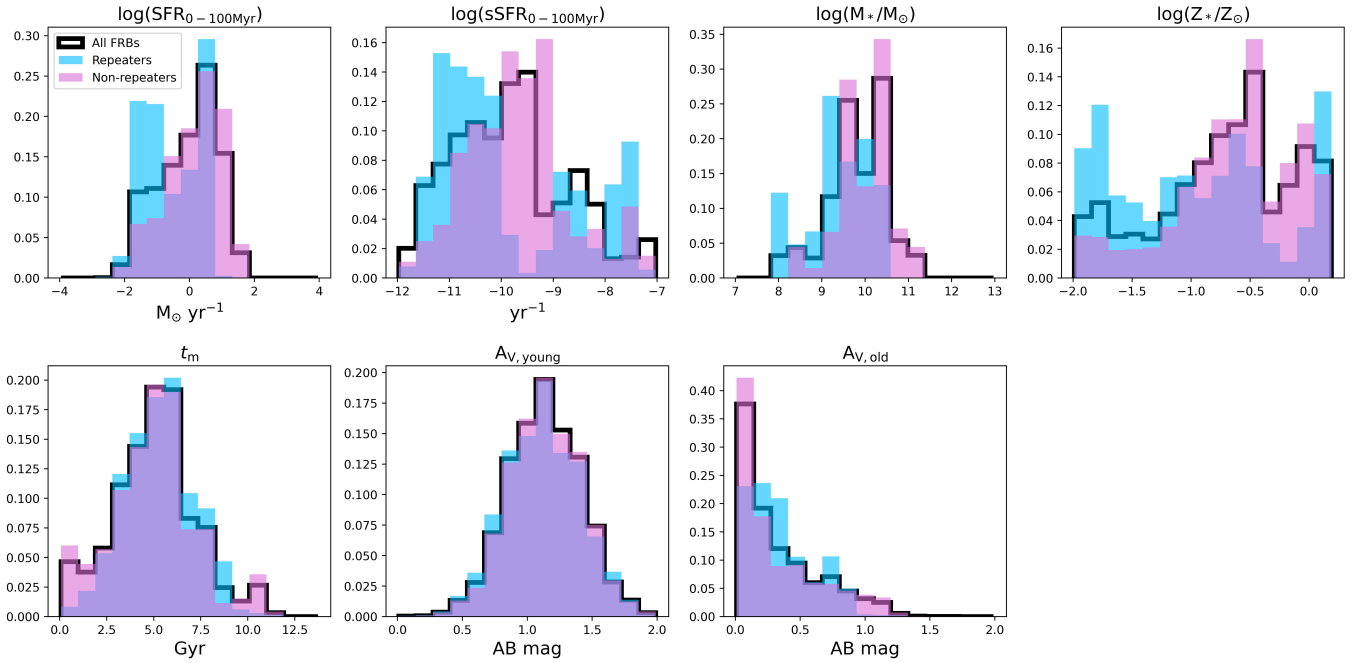 log(SFR₀₋₁₀₀Myr)
0.30
0.25
0.20
0.15
0.10
0.05
0.00
All FRBs
Repeaters
Non-repeaters
−4 −2 0 2 4
M⊙ yr⁻¹
log(sSFR₀₋₁₀₀Myr)
0.16
0.14
0.12
0.10
0.08
0.06
0.04
0.02
0.00
−12 −11 −10 −9 −8 −7
yr⁻¹
log(M*/M⊙)
0.35
0.30
0.25
0.20
0.15
0.10
0.05
0.00
7 8 9 10 11 12 13
log(Z*/Z⊙)
0.16
0.14
0.12
0.10
0.08
0.06
0.04
0.02
0.00
−2.0 −1.5 −1.0 −0.5 0.0
tm
0.200
0.175
0.150
0.125
0.100
0.075
0.050
0.025
0.000
0.0 2.5 5.0 7.5 10.0 12.5
Gyr
AV, young
0.200
0.175
0.150
0.125
0.100
0.075
0.050
0.025
0.000
0.0 0.5 1.0 1.5 2.0
AB mag
AV, old
0.40
0.35
0.30
0.25
0.20
0.15
0.10
0.05
0.00
0.0 0.5 1.0 1.5 2.0
AB mag